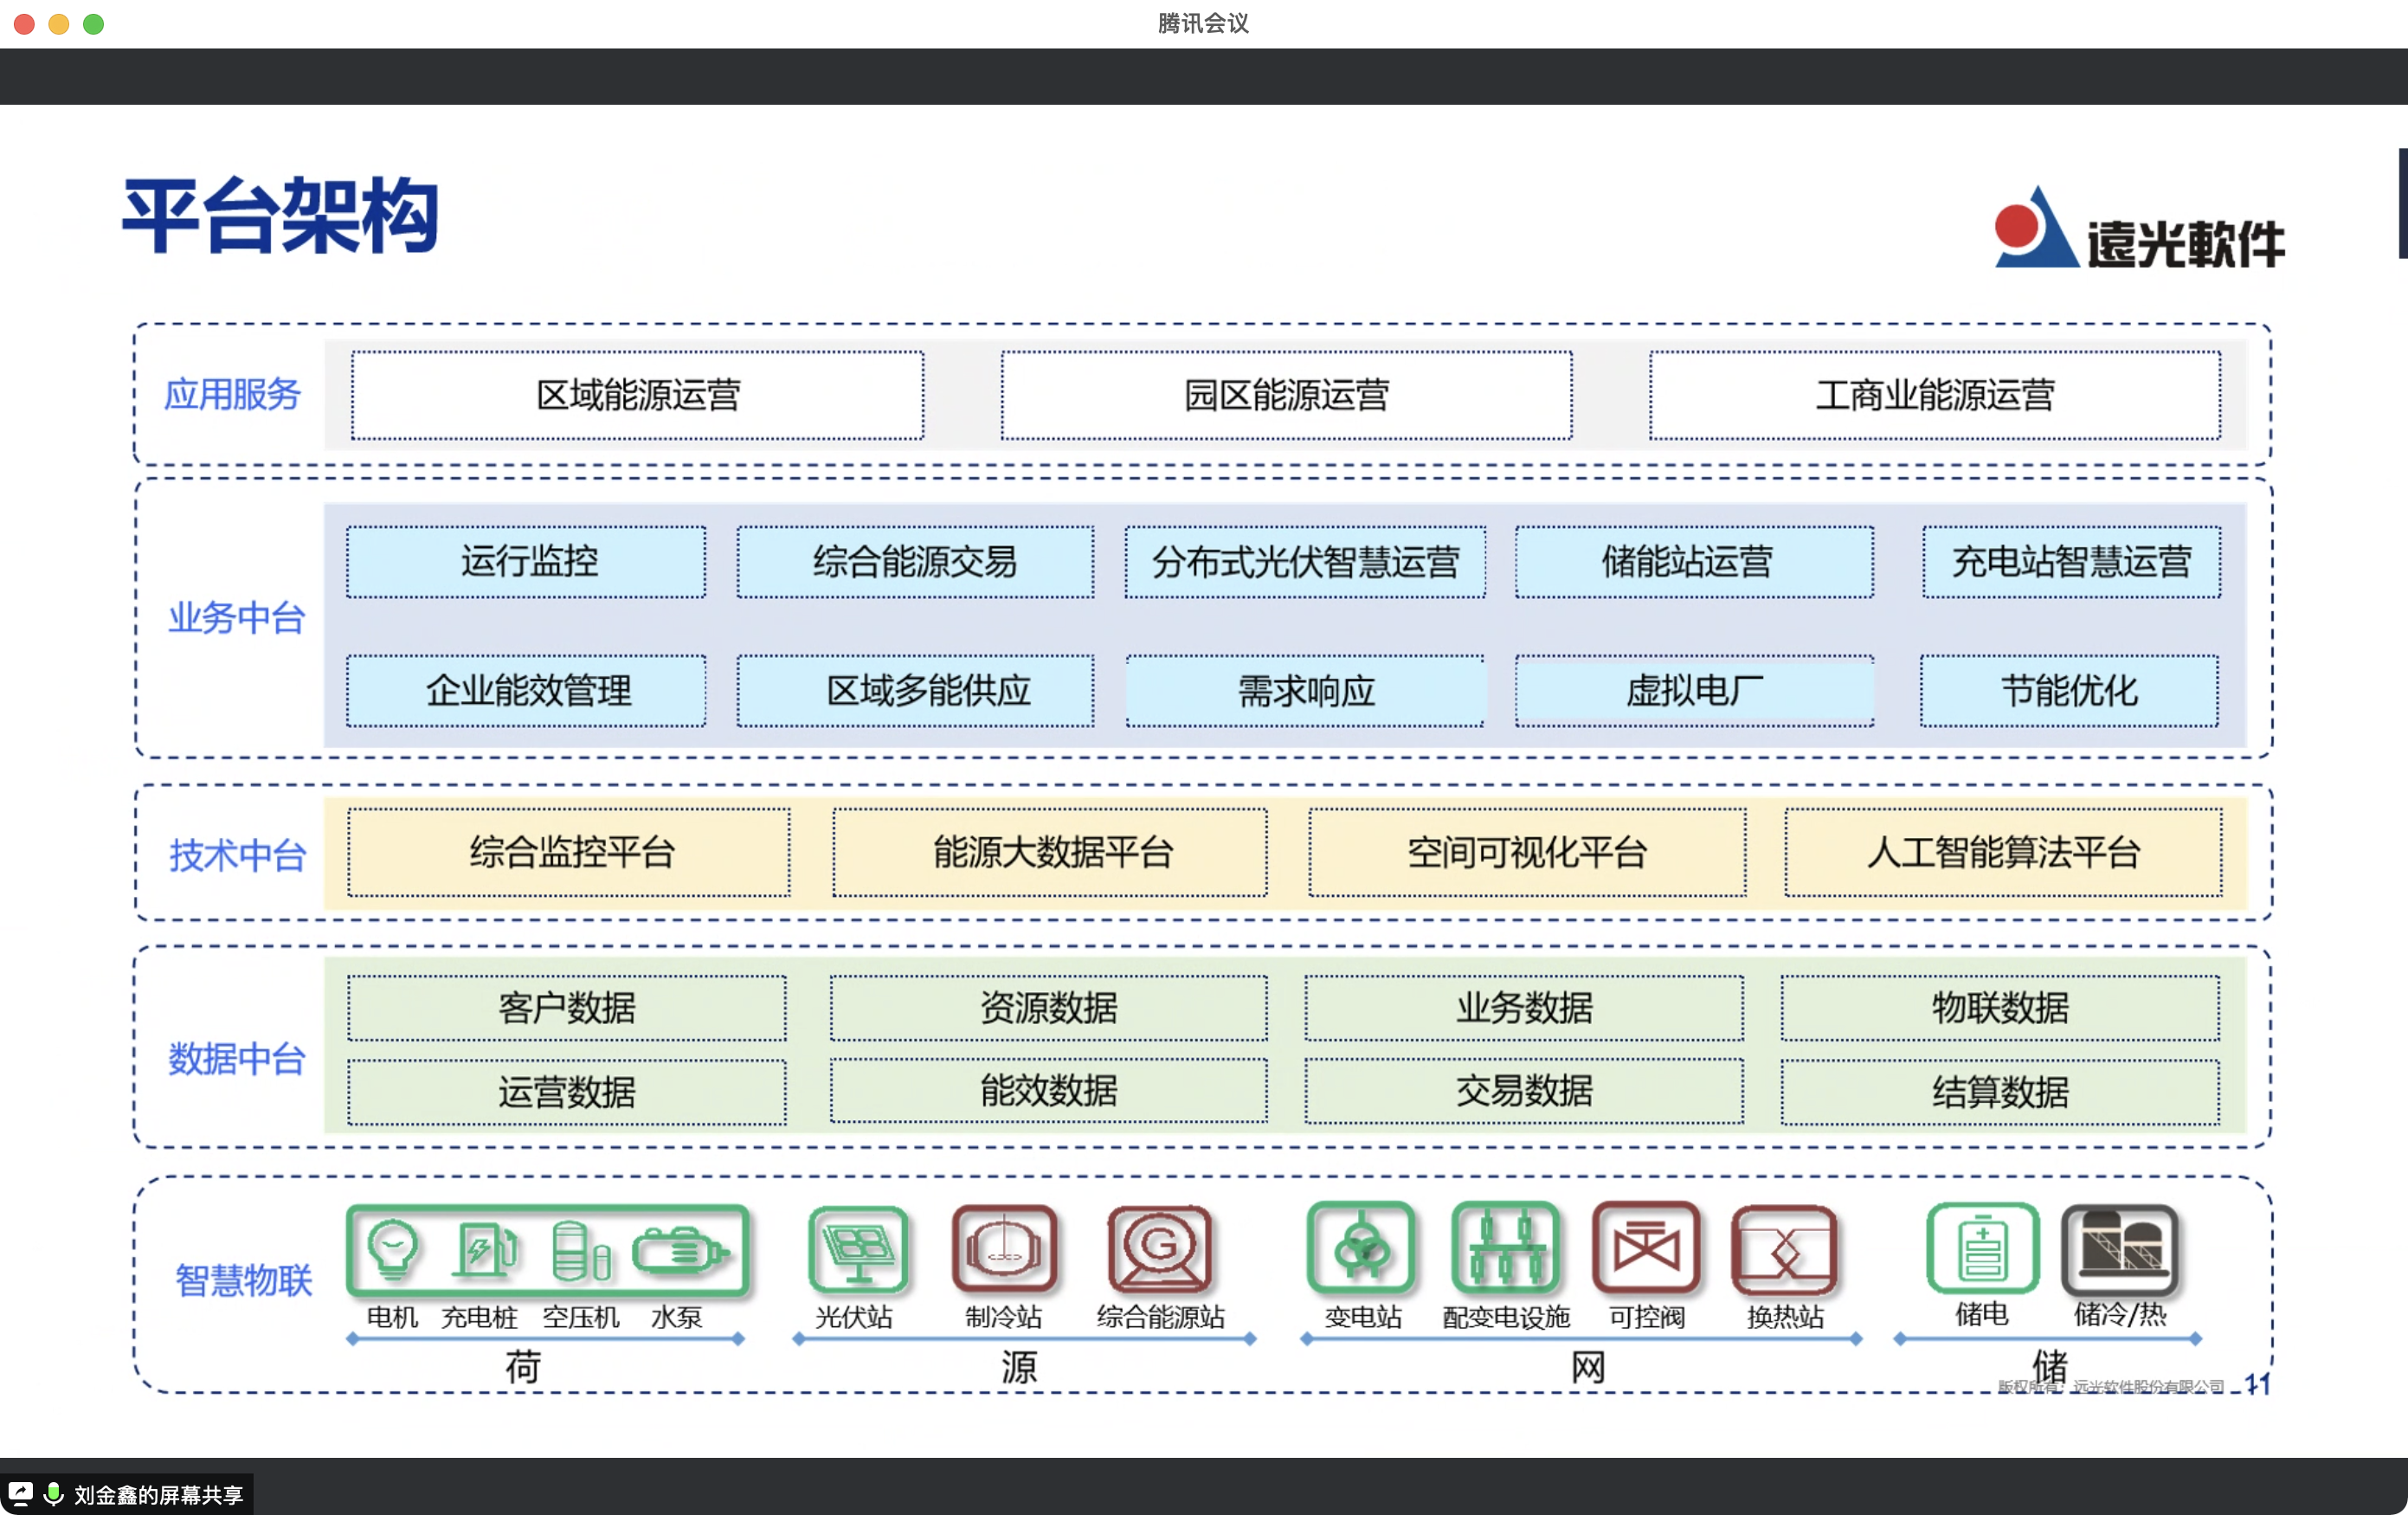 腾讯会议
平台架构
遠光軟件
应用服务
区域能源运营
园区能源运营
工商业能源运营
业务中台
运行监控
综合能源交易
分布式光伏智慧运营
储能站运营
充电站智慧运营
企业能效管理
区域多能供应
需求响应
虚拟电厂
节能优化
技术中台
综合监控平台
能源大数据平台
空间可视化平台
人工智能算法平台
数据中台
客户数据
资源数据
业务数据
物联数据
运营数据
能效数据
交易数据
结算数据
智慧物联
G
电机
充电桩
空压机
水泵
光伏站
制冷站
综合能源站
变电站
配变电设施
可控阀
换热站
储电
储冷/热
荷
源
网
储
版权所有：远光软件股份有限公司
11
刘金鑫的屏幕共享